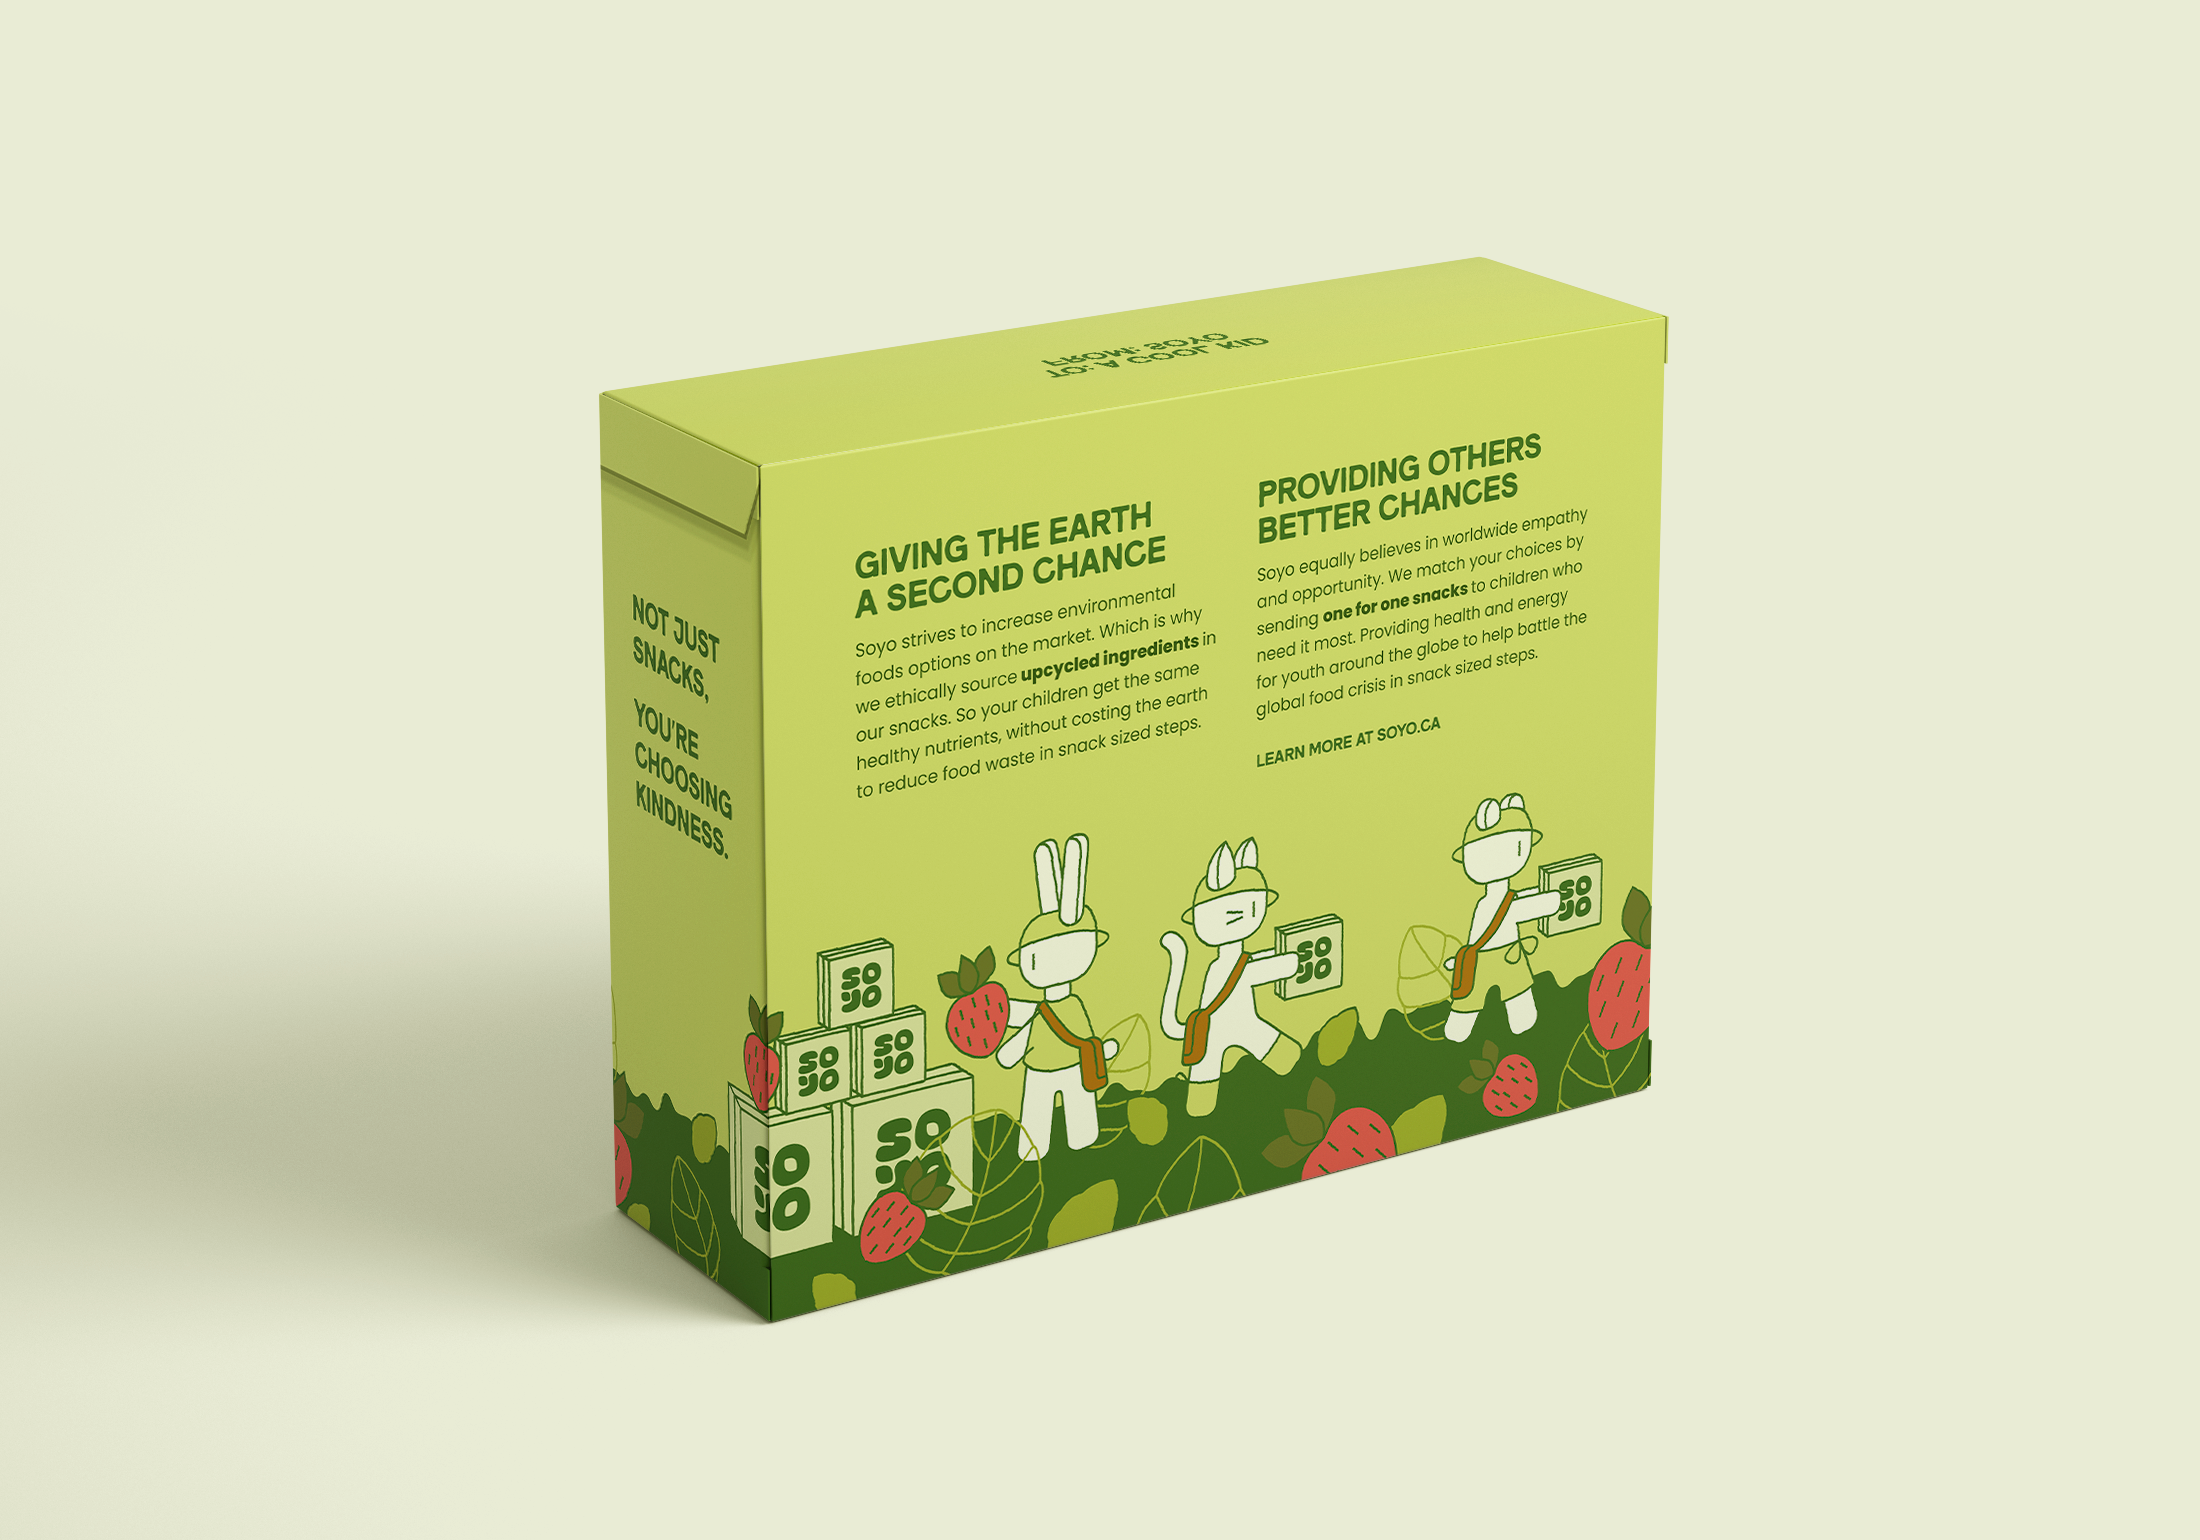 TO: A COOL KID
FROM: SOYO
NOT JUST
SNACKS,
YOU'RE
CHOOSING
KINDNESS.
GIVING THE EARTH
A SECOND CHANCE
Soyo strives to increase environmental
foods options on the market. Which is why
we ethically source upcycled ingredients in
our snacks. So your children get the same
healthy nutrients, without costing the earth
to reduce food waste in snack sized steps.
PROVIDING OTHERS
BETTER CHANCES
Soyo equally believes in worldwide empathy
and opportunity. We match your choices by
sending one for one snacks to children who
need it most. Providing health and energy
for youth around the globe to help battle the
global food crisis in snack sized steps.
LEARN MORE AT SOYO.CA
SO
YO
SO
YO
SO
YO
SO
YO
SO
YO
SO
YO
SO
YO